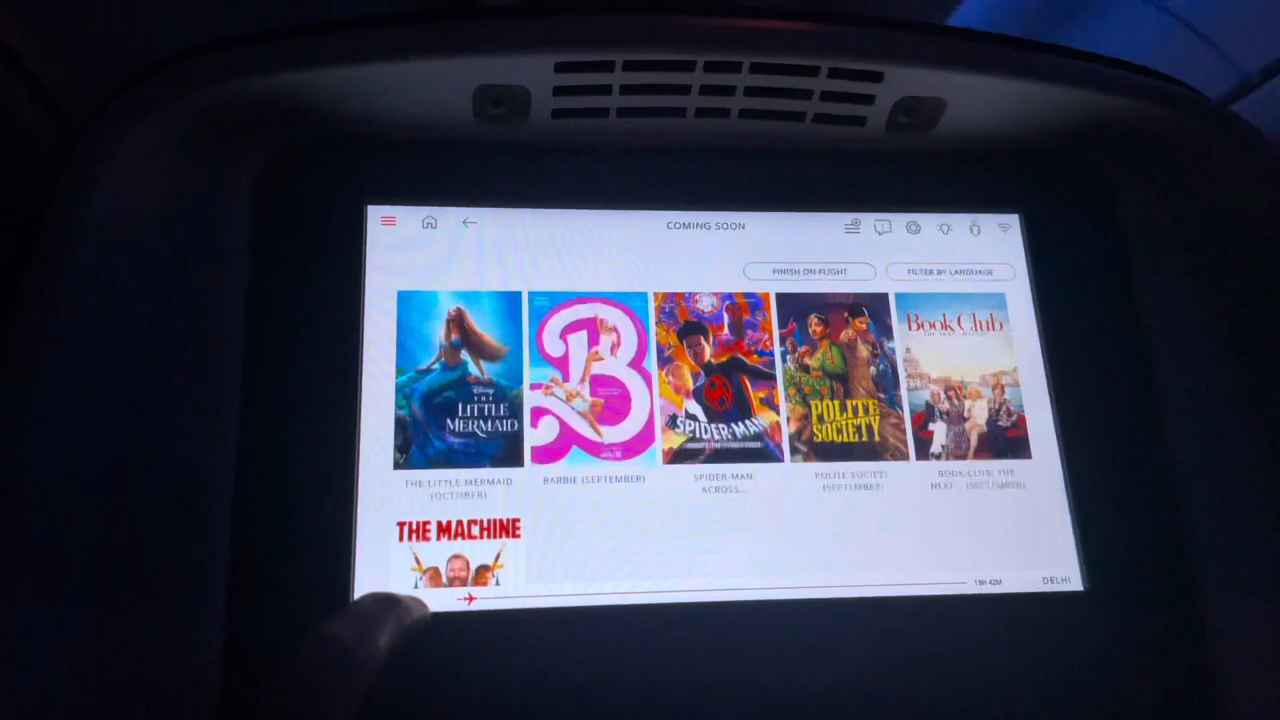 COMING SOON
FINISH ON FLIGHT
FILTER BY LANGUAGE
Disney
THE
LITTLE
MERMAID
B
SPIDER-MAN
POLITE
SOCIETY
Book Club
THE LITTLE MERMAID
(OCTOBER)
BARBIE (SEPTEMBER)
SPIDER-MAN:
ACROSS...
POLITE SOCIETY
(SEPTEMBER)
BOOK CLUB: THE
NEXT... (SEPTEMBER)
THE MACHINE
13H 42M
DELHI